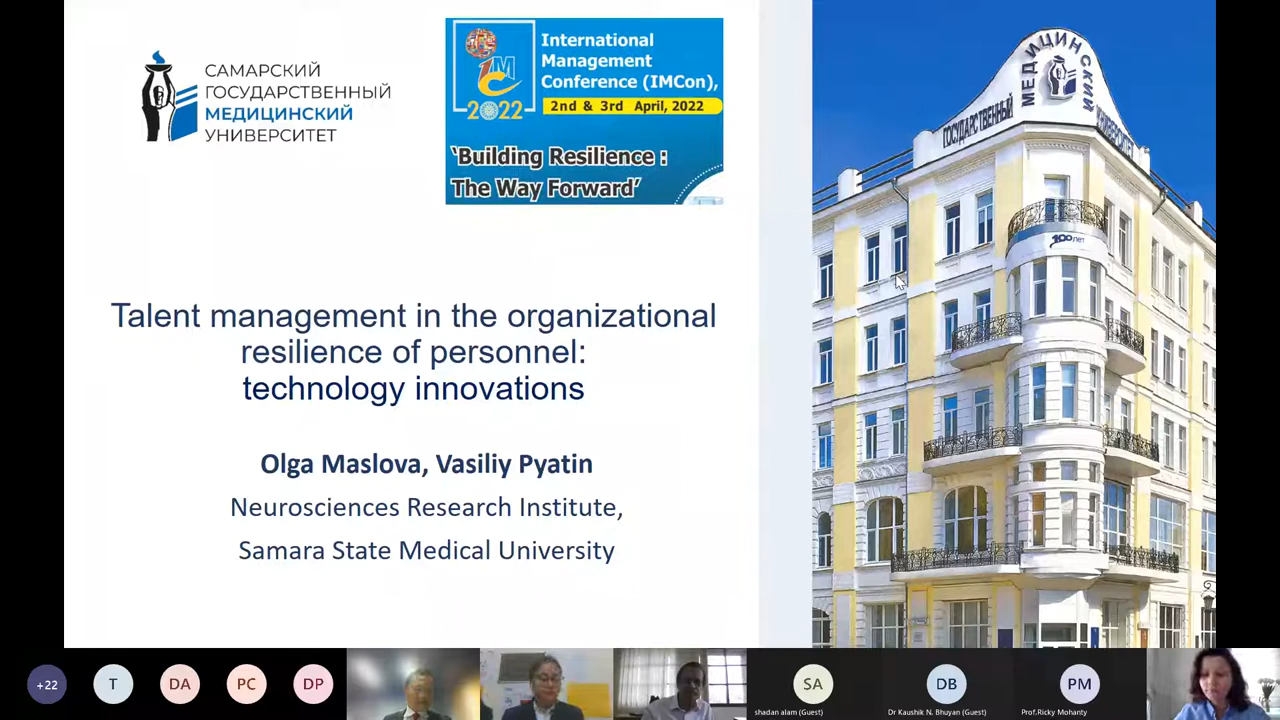 САМАРСКИЙ
ГОСУДАРСТВЕННЫЙ
МЕДИЦИНСКИЙ
УНИВЕРСИТЕТ
International
Management
Conference (IMCon),
IMC
2022
2nd & 3rd April, 2022
'Building Resilience :
The Way Forward'
МЕДИЦИНСКИЙ
ГОСУДАРСТВЕННЫЙ
УНИВЕРСИТЕТ
100 лет
Talent management in the organizational
resilience of personnel:
technology innovations
Olga Maslova, Vasiliy Pyatin
Neurosciences Research Institute,
Samara State Medical University
+22
T
DA
PC
DP
SA
shadan alam (Guest)
DB
Dr Kaushik N. Bhuyan (Guest)
PM
Prof.Ricky Mohanty